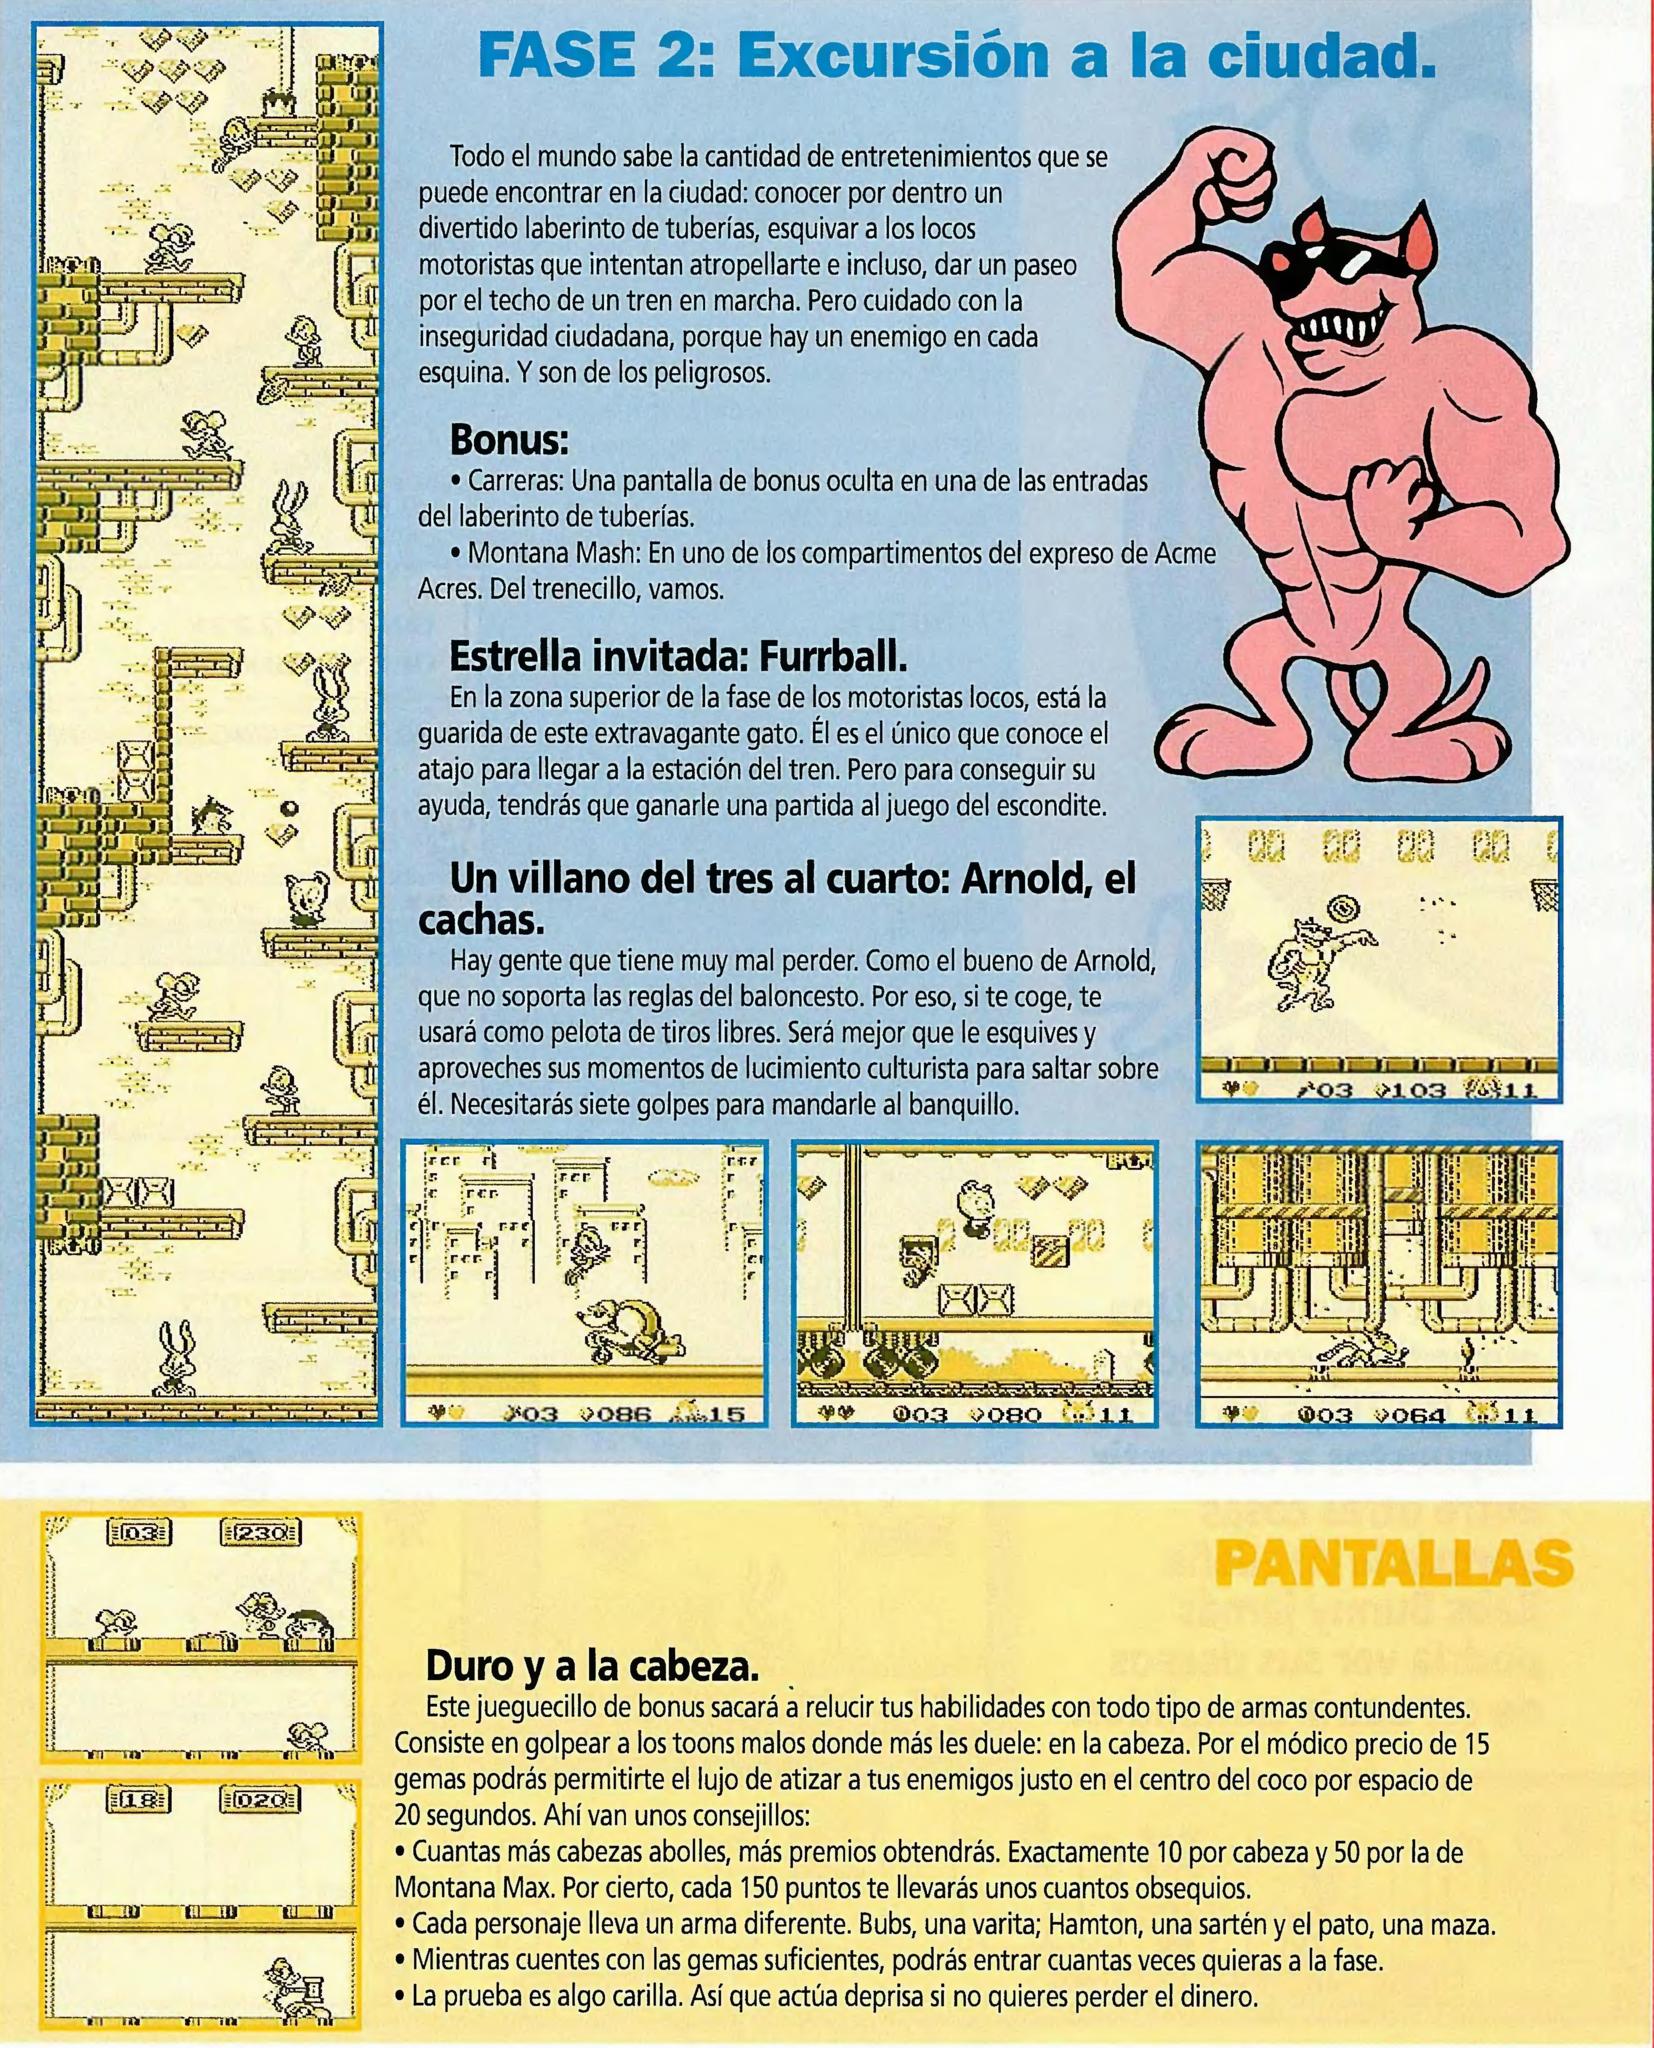 FASE 2: Excursión a la ciudad.
Todo el mundo sabe la cantidad de entretenimientos que se
puede encontrar en la ciudad: conocer por dentro un
divertido laberinto de tuberías, esquivar a los locos
motoristas que intentan atropellarte e incluso, dar un paseo
por el techo de un tren en marcha. Pero cuidado con la
inseguridad ciudadana, porque hay un enemigo en cada
esquina. Y son de los peligrosos.
Bonus:
• Carreras: Una pantalla de bonus oculta en una de las entradas
del laberinto de tuberías.
• Montana Mash: En uno de los compartimentos del expreso de Acme
Acres. Del trenecillo, vamos.
Estrella invitada: Furrball.
En la zona superior de la fase de los motoristas locos, está la
guarida de este extravagante gato. Él es el único que conoce el
atajo para llegar a la estación del tren. Pero para conseguir su
ayuda, tendrás que ganarle una partida al juego del escondite.
Un villano del tres al cuarto: Arnold, el
cachas.
Hay gente que tiene muy mal perder. Como el bueno de Arnold,
que no soporta las reglas del baloncesto. Por eso, si te coge, te
usará como pelota de tiros libres. Será mejor que le esquives y
aproveches sus momentos de lucimiento culturista para saltar sobre
él. Necesitarás siete golpes para mandarle al banquillo.
03 103 11
03 086 15
03 080 11
03 064 11
PANTALLAS
03 230
18 020
Duro y a la cabeza.
Este jueguecillo de bonus sacará a relucir tus habilidades con todo tipo de armas contundentes.
Consiste en golpear a los toons malos donde más les duele: en la cabeza. Por el módico precio de 15
gemas podrás permitirte el lujo de atizar a tus enemigos justo en el centro del coco por espacio de
20 segundos. Ahí van unos consejillos:
• Cuantas más cabezas abolles, más premios obtendrás. Exactamente 10 por cabeza y 50 por la de
Montana Max. Por cierto, cada 150 puntos te llevarás unos cuantos obsequios.
• Cada personaje lleva un arma diferente. Bubs, una varita; Hamton, una sartén y el pato, una maza.
• Mientras cuentes con las gemas suficientes, podrás entrar cuantas veces quieras a la fase.
• La prueba es algo carilla. Así que actúa deprisa si no quieres perder el dinero.